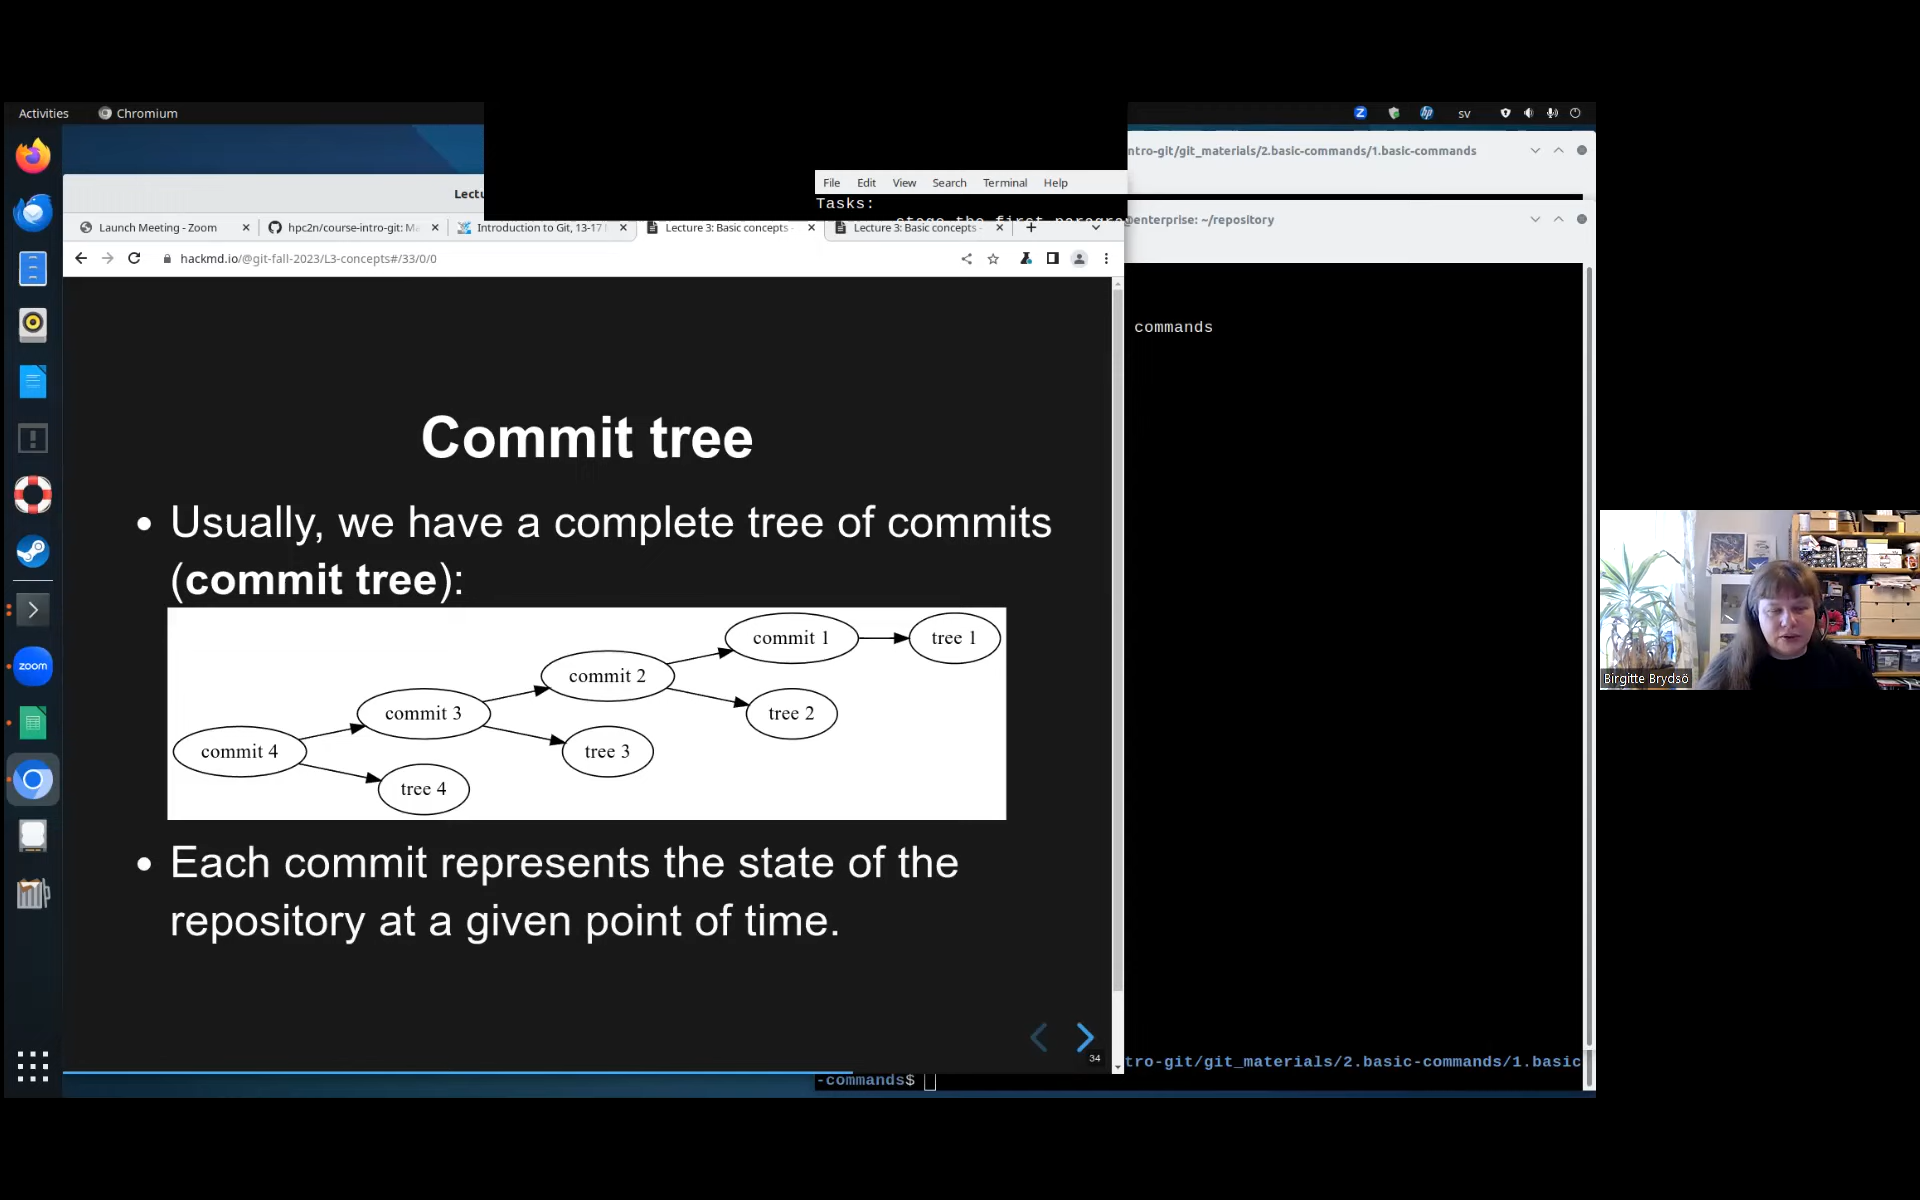 Activities
Chromium
sv
ntro-git/git_materials/2.basic-commands/1.basic-commands
File Edit View Search Terminal Help
Lectu
Tasks:
stage the first paragra
@enterprise: ~/repository
Launch Meeting - Zoom
hpc2n/course-intro-git: M
Introduction to Git, 13-17
Lecture 3: Basic concepts -
Lecture 3: Basic concepts -
hackmd.io/@git-fall-2023/L3-concepts#/33/0/0
commands
Commit tree
• Usually, we have a complete tree of commits
(commit tree):
commit 1
tree 1
commit 2
commit 3
tree 2
commit 4
tree 3
tree 4
• Each commit represents the state of the
repository at a given point of time.
34
zoom
Birgitte Brydsö
tro-git/git_materials/2.basic-commands/1.basic
-commands$